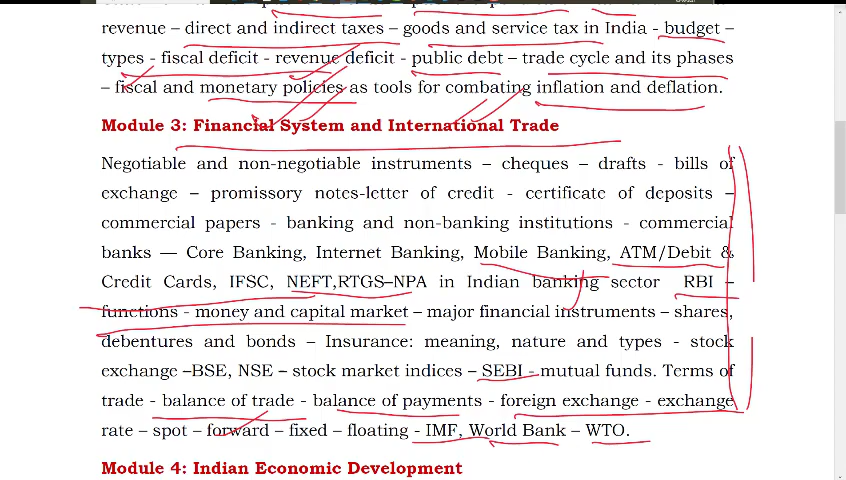 revenue – direct and indirect taxes – goods and service tax in India - budget –
types - fiscal deficit - revenue deficit - public debt – trade cycle and its phases
– fiscal and monetary policies as tools for combating inflation and deflation.
Module 3: Financial System and International Trade
Negotiable and non-negotiable instruments – cheques – drafts - bills of
exchange – promissory notes-letter of credit - certificate of deposits –
commercial papers - banking and non-banking institutions - commercial
banks — Core Banking, Internet Banking, Mobile Banking, ATM/Debit &
Credit Cards, IFSC, NEFT,RTGS–NPA in Indian banking sector RBI –
functions - money and capital market – major financial instruments – shares,
debentures and bonds – Insurance: meaning, nature and types - stock
exchange –BSE, NSE – stock market indices – SEBI - mutual funds. Terms of
trade - balance of trade - balance of payments - foreign exchange - exchange
rate – spot – forward – fixed – floating - IMF, World Bank – WTO.
Module 4: Indian Economic Development